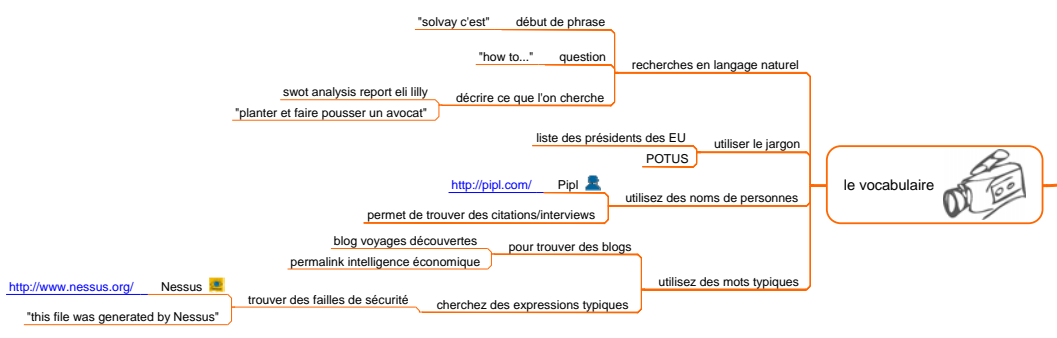 "solvay c'est" début de phrase
"how to..." question
recherches en langage naturel
swot analysis report eli lilly
décrire ce que l'on cherche
"planter et faire pousser un avocat"
liste des présidents des EU
utiliser le jargon
POTUS
le vocabulaire
http://pipl.com/ Pipl
utilisez des noms de personnes
permet de trouver des citations/interviews
blog voyages découvertes
pour trouver des blogs
permalink intelligence économique
utilisez des mots typiques
http://www.nessus.org/ Nessus
trouver des failles de sécurité
cherchez des expressions typiques
"this file was generated by Nessus"